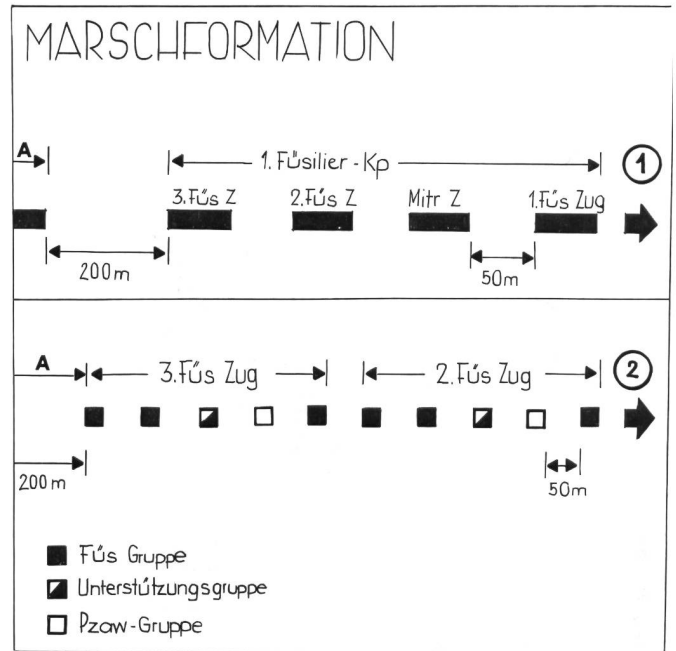 MARSCHFORMATION
A 1. Füsilier-Kp 1
3. Füs Z 2. Füs Z Mitr Z 1. Füs Zug
200m 50m
A 3. Füs Zug 2. Füs Zug 2
200m 50m
Füs Gruppe
Unterstützungsgruppe
Pzaw-Gruppe